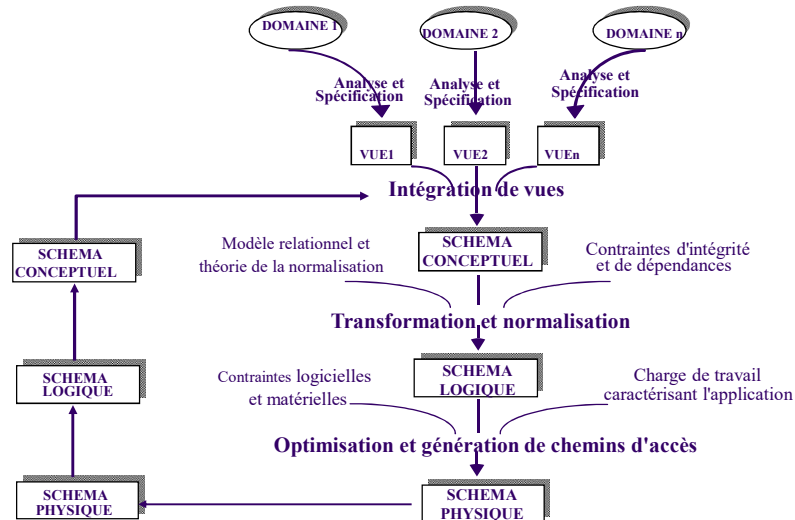 DOMAINE 1
DOMAINE 2
DOMAINE n
Analyse et
Spécification
Analyse et
Spécification
Analyse et
Spécification
VUE1
VUE2
VUEn
Intégration de vues
SCHEMA
CONCEPTUEL
Modèle relationnel et
théorie de la normalisation
SCHEMA
CONCEPTUEL
Contraintes d'intégrité
et de dépendances
Transformation et normalisation
SCHEMA
LOGIQUE
Contraintes logicielles
et matérielles
SCHEMA
LOGIQUE
Charge de travail
caractérisant l'application
Optimisation et génération de chemins d'accès
SCHEMA
PHYSIQUE
SCHEMA
PHYSIQUE